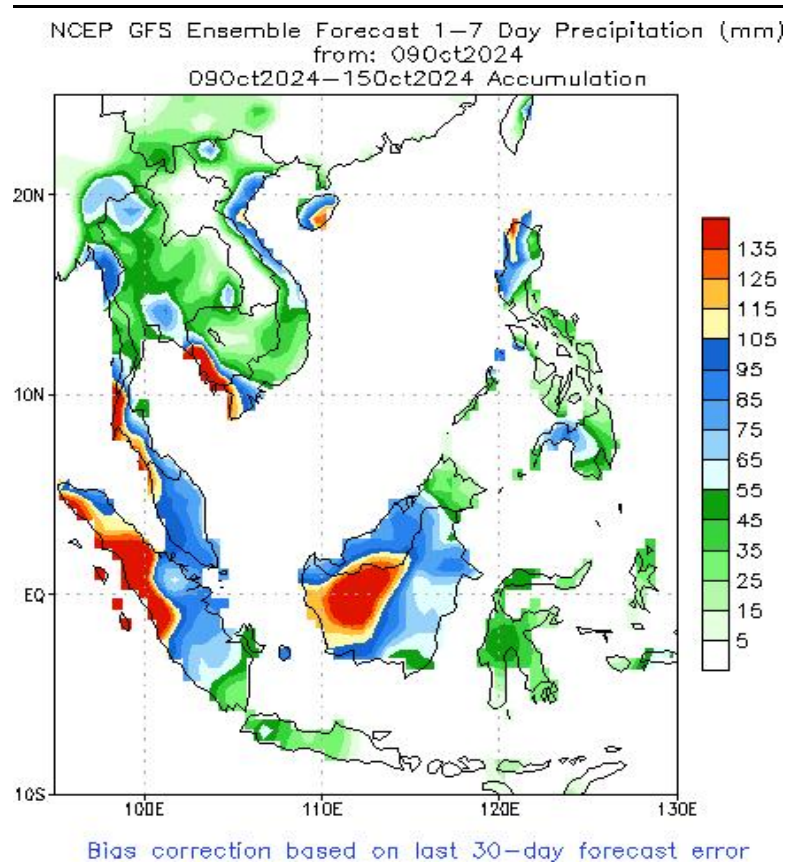 NCEP GFS Ensemble Forecast 1–7 Day Precipitation (mm)
from: 09Oct2024
09Oct2024–15Oct2024 Accumulation
20N
10N
EQ
10S
100E
110E
120E
130E
135
125
115
105
95
85
75
65
55
45
35
25
15
5
Bias correction based on last 30–day forecast error